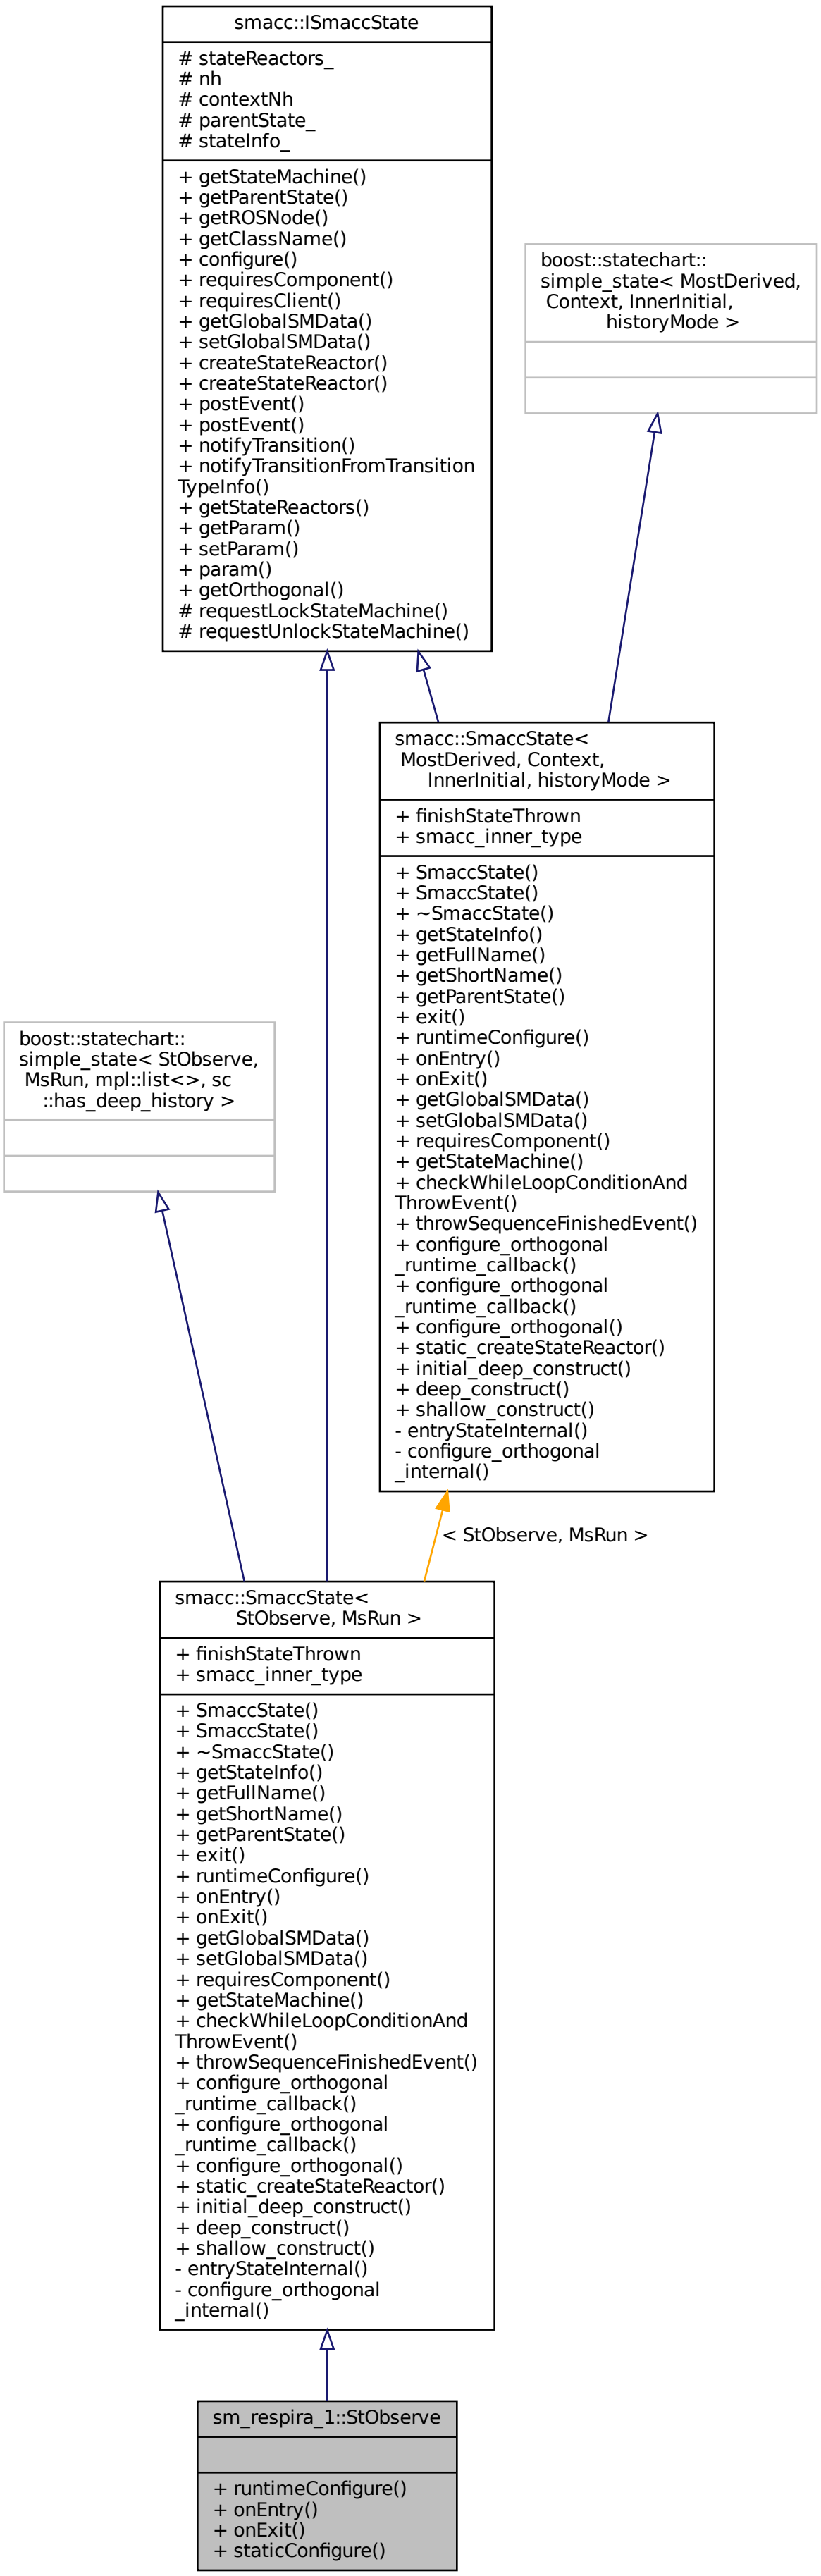 smacc::ISmaccState
# stateReactors_
# nh
# contextNh
# parentState_
# stateInfo_
+ getStateMachine()
+ getParentState()
+ getROSNode()
+ getClassName()
+ configure()
+ requiresComponent()
+ requiresClient()
+ getGlobalSMData()
+ setGlobalSMData()
+ createStateReactor()
+ createStateReactor()
+ postEvent()
+ postEvent()
+ notifyTransition()
+ notifyTransitionFromTransition
TypeInfo()
+ getStateReactors()
+ getParam()
+ setParam()
+ param()
+ getOrthogonal()
# requestLockStateMachine()
# requestUnlockStateMachine()
boost::statechart::
simple_state< MostDerived,
Context, InnerInitial,
historyMode >
smacc::SmaccState<
MostDerived, Context,
InnerInitial, historyMode >
+ finishStateThrown
+ smacc_inner_type
+ SmaccState()
+ SmaccState()
+ ~SmaccState()
+ getStateInfo()
+ getFullName()
+ getShortName()
+ getParentState()
+ exit()
+ runtimeConfigure()
+ onEntry()
+ onExit()
+ getGlobalSMData()
+ setGlobalSMData()
+ requiresComponent()
+ getStateMachine()
+ checkWhileLoopConditionAnd
ThrowEvent()
+ throwSequenceFinishedEvent()
+ configure_orthogonal
_runtime_callback()
+ configure_orthogonal
_runtime_callback()
+ configure_orthogonal()
+ static_createStateReactor()
+ initial_deep_construct()
+ deep_construct()
+ shallow_construct()
- entryStateInternal()
- configure_orthogonal
_internal()
boost::statechart::
simple_state< StObserve,
MsRun, mpl::list<>, sc
::has_deep_history >
< StObserve, MsRun >
smacc::SmaccState<
StObserve, MsRun >
+ finishStateThrown
+ smacc_inner_type
+ SmaccState()
+ SmaccState()
+ ~SmaccState()
+ getStateInfo()
+ getFullName()
+ getShortName()
+ getParentState()
+ exit()
+ runtimeConfigure()
+ onEntry()
+ onExit()
+ getGlobalSMData()
+ setGlobalSMData()
+ requiresComponent()
+ getStateMachine()
+ checkWhileLoopConditionAnd
ThrowEvent()
+ throwSequenceFinishedEvent()
+ configure_orthogonal
_runtime_callback()
+ configure_orthogonal
_runtime_callback()
+ configure_orthogonal()
+ static_createStateReactor()
+ initial_deep_construct()
+ deep_construct()
+ shallow_construct()
- entryStateInternal()
- configure_orthogonal
_internal()
sm_respira_1::StObserve
+ runtimeConfigure()
+ onEntry()
+ onExit()
+ staticConfigure()